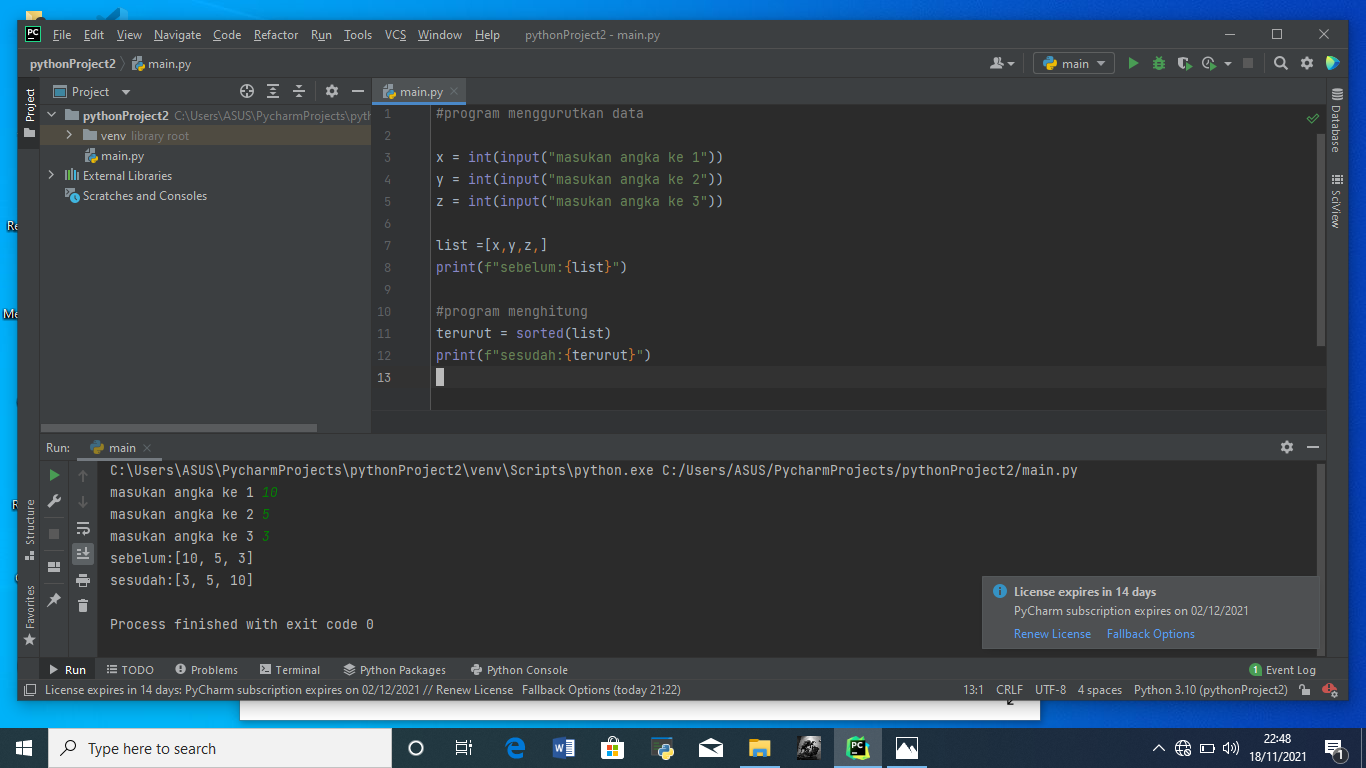 PC File Edit View Navigate Code Refactor Run Tools VCS Window Help pythonProject2 - main.py
pythonProject2 main.py main
Project main.py
Project
pythonProject2 C:\Users\ASUS\PycharmProjects\pyth
venv library root
main.py
External Libraries
Scratches and Consoles
1 #program menggurutkan data
2
3 x = int(input("masukan angka ke 1"))
4 y = int(input("masukan angka ke 2"))
5 z = int(input("masukan angka ke 3"))
6
7 list =[x,y,z,]
8 print(f"sebelum:{list}")
9
10 #program menghitung
11 terurut = sorted(list)
12 print(f"sesudah:{terurut}")
13
Database
SciView
Re
Me
R
Run: main
C:\Users\ASUS\PycharmProjects\pythonProject2\venv\Scripts\python.exe C:/Users/ASUS/PycharmProjects/pythonProject2/main.py
masukan angka ke 1 10
masukan angka ke 2 5
masukan angka ke 3 3
sebelum:[10, 5, 3]
sesudah:[3, 5, 10]
Process finished with exit code 0
Structure
Favorites
License expires in 14 days
PyCharm subscription expires on 02/12/2021
Renew License Fallback Options
Run TODO Problems Terminal Python Packages Python Console 1 Event Log
License expires in 14 days: PyCharm subscription expires on 02/12/2021 // Renew License Fallback Options (today 21:22) 13:1 CRLF UTF-8 4 spaces Python 3.10 (pythonProject2)
Type here to search
PC
22:48
18/11/2021
1